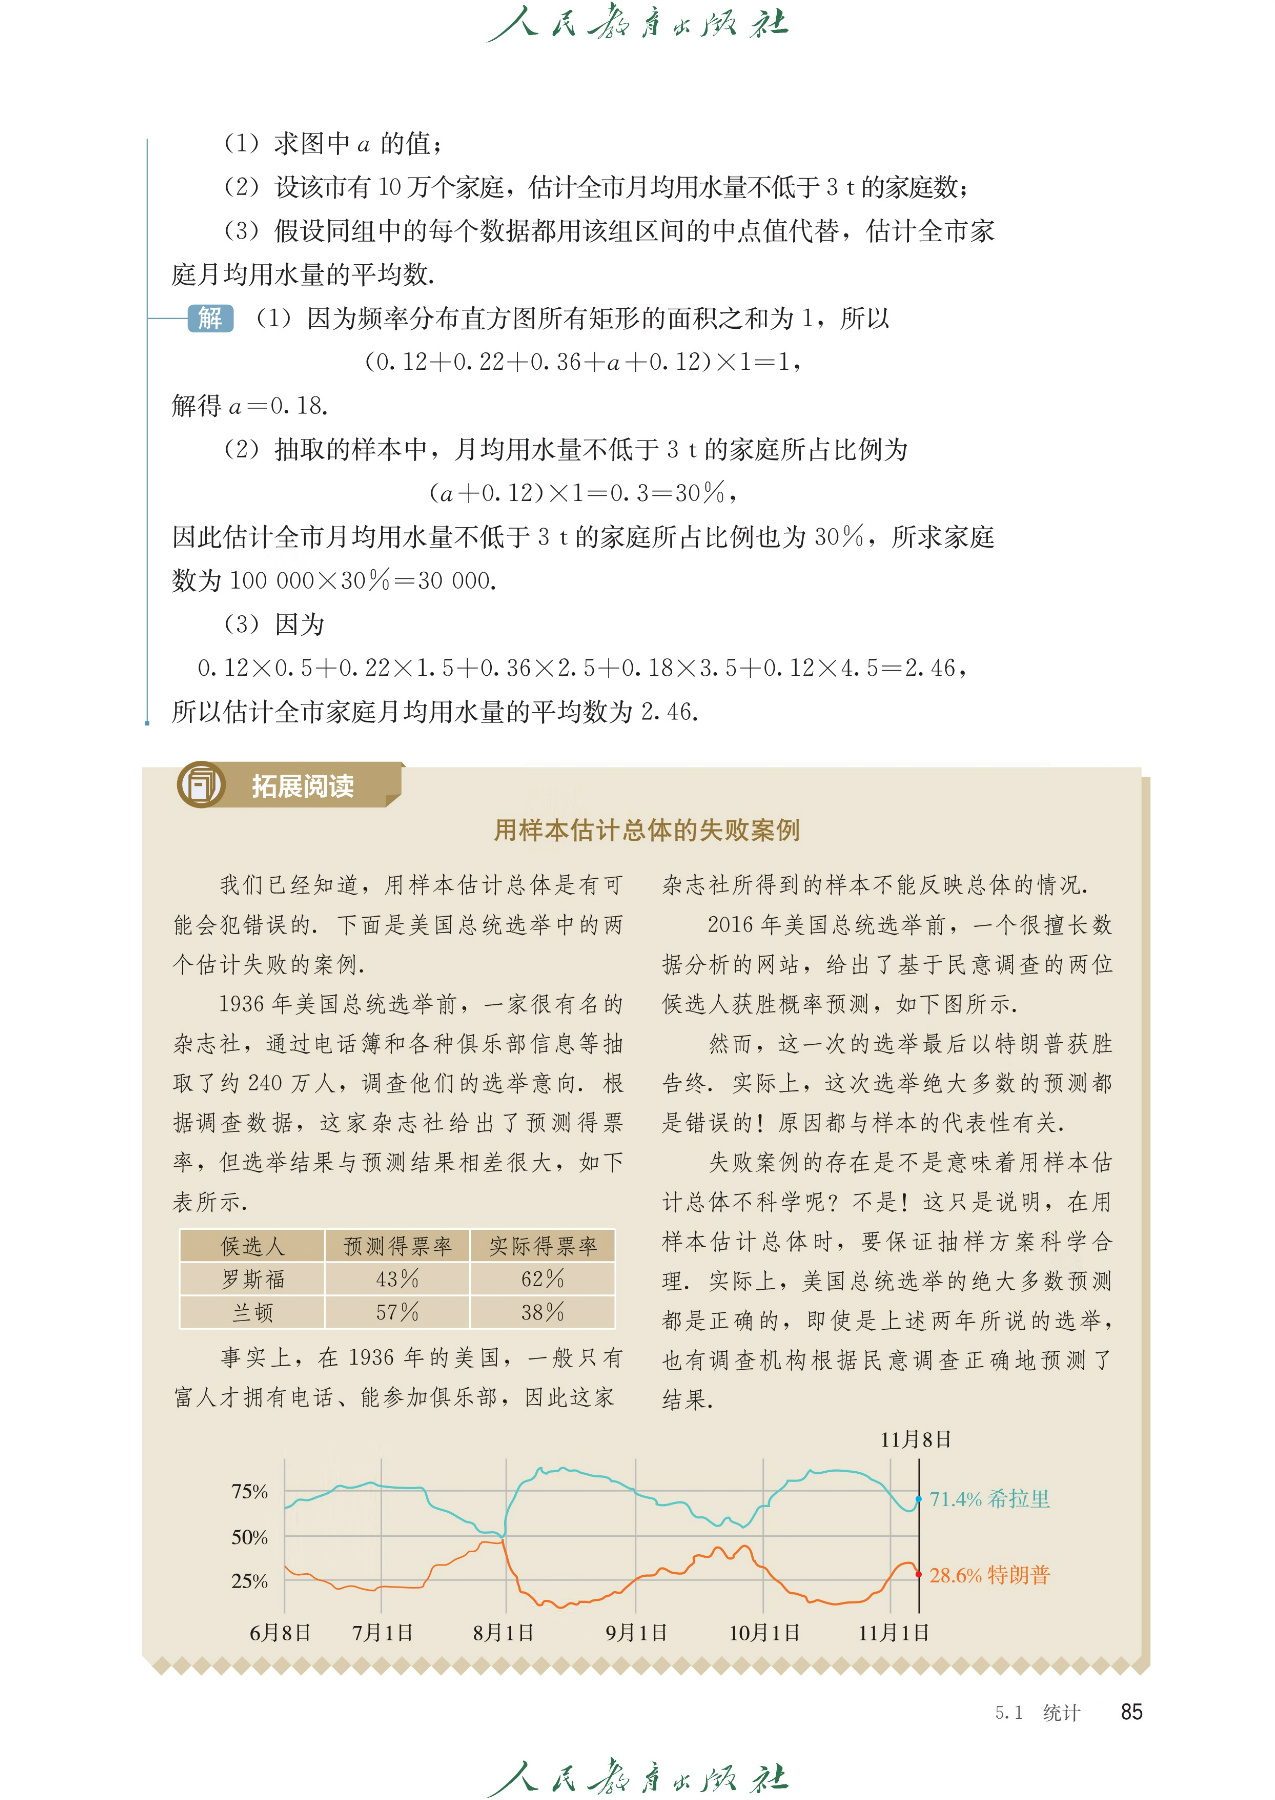 人民教育出版社
（1）求图中 a 的值；
（2）设该市有 10 万个家庭，估计全市月均用水量不低于 3 t 的家庭数；
（3）假设同组中的每个数据都用该组区间的中点值代替，估计全市家
庭月均用水量的平均数.
解 （1）因为频率分布直方图所有矩形的面积之和为 1，所以
(0.12+0.22+0.36+a+0.12)×1=1，
解得 a=0.18.
（2）抽取的样本中，月均用水量不低于 3 t 的家庭所占比例为
(a+0.12)×1=0.3=30%，
因此估计全市月均用水量不低于 3 t 的家庭所占比例也为 30%，所求家庭
数为 100 000×30%=30 000.
（3）因为
0.12×0.5+0.22×1.5+0.36×2.5+0.18×3.5+0.12×4.5=2.46，
所以估计全市家庭月均用水量的平均数为 2.46.
拓展阅读
用样本估计总体的失败案例
我们已经知道，用样本估计总体是有可
能会犯错误的. 下面是美国总统选举中的两
个估计失败的案例.
1936 年美国总统选举前，一家很有名的
杂志社，通过电话簿和各种俱乐部信息等抽
取了约 240 万人，调查他们的选举意向. 根
据调查数据，这家杂志社给出了预测得票
率，但选举结果与预测结果相差很大，如下
表所示.
候选人 预测得票率 实际得票率
罗斯福 43% 62%
兰顿 57% 38%
事实上，在 1936 年的美国，一般只有
富人才拥有电话、能参加俱乐部，因此这家
杂志社所得到的样本不能反映总体的情况.
2016 年美国总统选举前，一个很擅长数
据分析的网站，给出了基于民意调查的两位
候选人获胜概率预测，如下图所示.
然而，这一次的选举最后以特朗普获胜
告终. 实际上，这次选举绝大多数的预测都
是错误的！原因都与样本的代表性有关.
失败案例的存在是不是意味着用样本估
计总体不科学呢？不是！这只是说明，在用
样本估计总体时，要保证抽样方案科学合
理. 实际上，美国总统选举的绝大多数预测
都是正确的，即使是上述两年所说的选举，
也有调查机构根据民意调查正确地预测了
结果.
11月8日
75%
71.4% 希拉里
50%
25%
28.6% 特朗普
6月8日 7月1日 8月1日 9月1日 10月1日 11月1日
5.1 统计 85
人民教育出版社